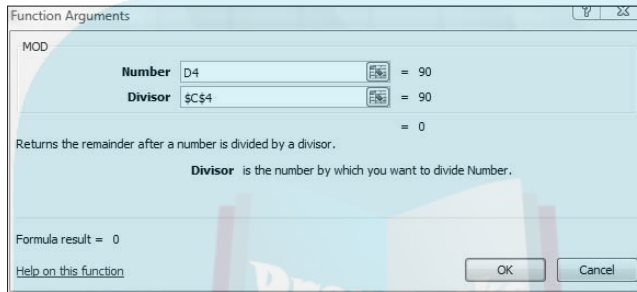 Function Arguments
MOD
Number D4 = 90
Divisor $C$4 = 90
= 0
Returns the remainder after a number is divided by a divisor.
Divisor is the number by which you want to divide Number.
Formula result = 0
Help on this function
OK Cancel